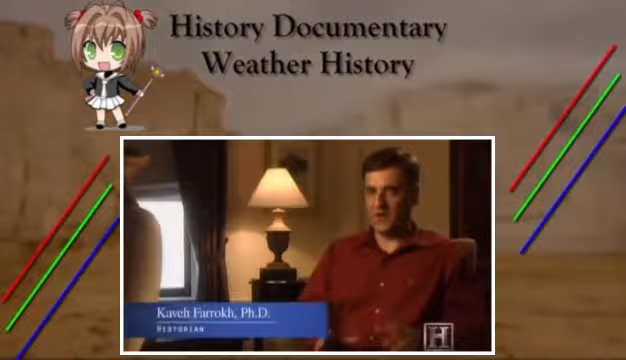 History Documentary
Weather History
Kaveh Farrokh, Ph.D.
HISTORIAN
H